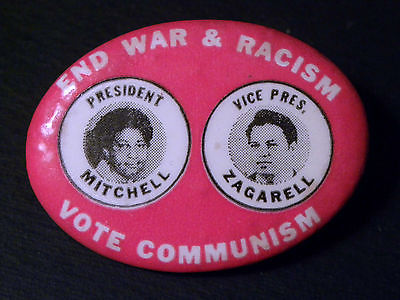 END WAR & RACISM
PRESIDENT
MITCHELL
VICE PRES.
ZAGARELL
VOTE COMMUNISM